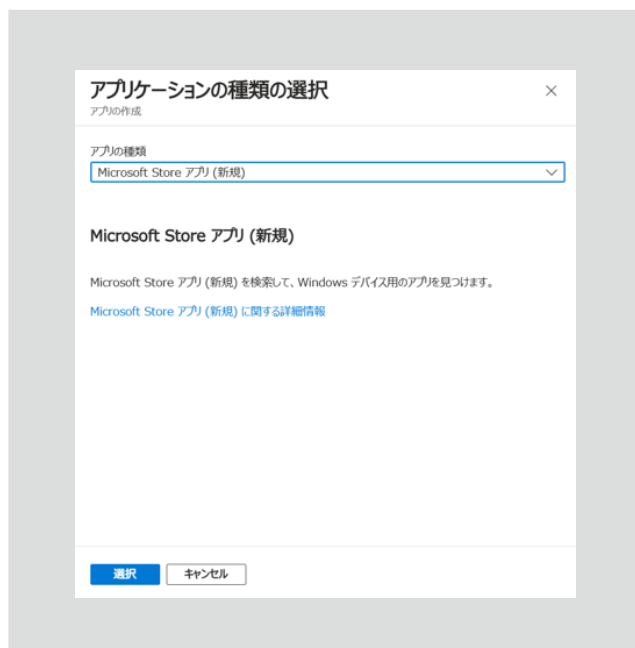 アプリケーションの種類の選択
アプリの作成
アプリの種類
Microsoft Store アプリ (新規)
Microsoft Store アプリ (新規)
Microsoft Store アプリ (新規) を検索して、Windows デバイス用のアプリを見つけます。
Microsoft Store アプリ (新規) に関する詳細情報
選択 キャンセル